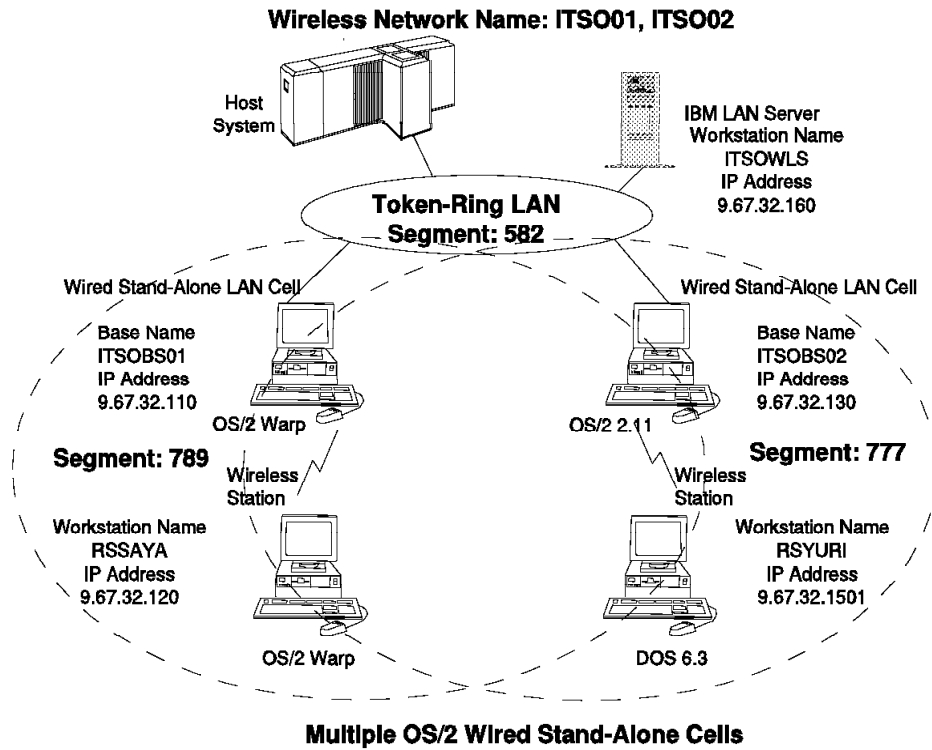 Wireless Network Name: ITSO01, ITSO02
Host
System
IBM LAN Server
Workstation Name
ITSOWLS
IP Address
9.67.32.160
Token-Ring LAN
Segment: 582
Wired Stand-Alone LAN Cell
Base Name
ITSOBS01
IP Address
9.67.32.110
OS/2 Warp
Wired Stand-Alone LAN Cell
Base Name
ITSOBS02
IP Address
9.67.32.130
OS/2 2.11
Segment: 789
Wireless
Station
Segment: 777
Wireless
Station
Workstation Name
RSSAYA
IP Address
9.67.32.120
OS/2 Warp
Workstation Name
RSYURI
IP Address
9.67.32.1501
DOS 6.3
Multiple OS/2 Wired Stand-Alone Cells